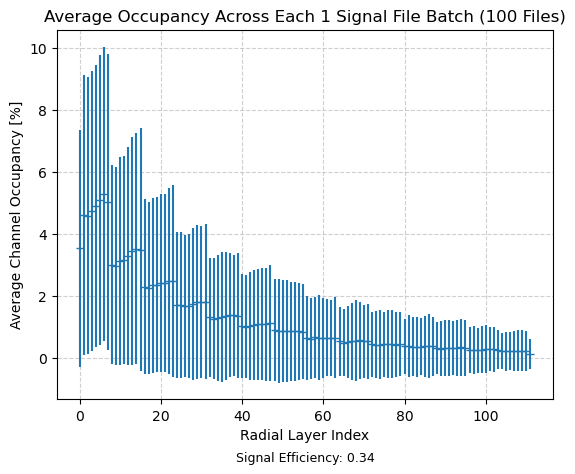 Average Occupancy Across Each 1 Signal File Batch (100 Files)
Average Channel Occupancy [%]
10
8
6
4
2
0
0 20 40 60 80 100
Radial Layer Index
Signal Efficiency: 0.34